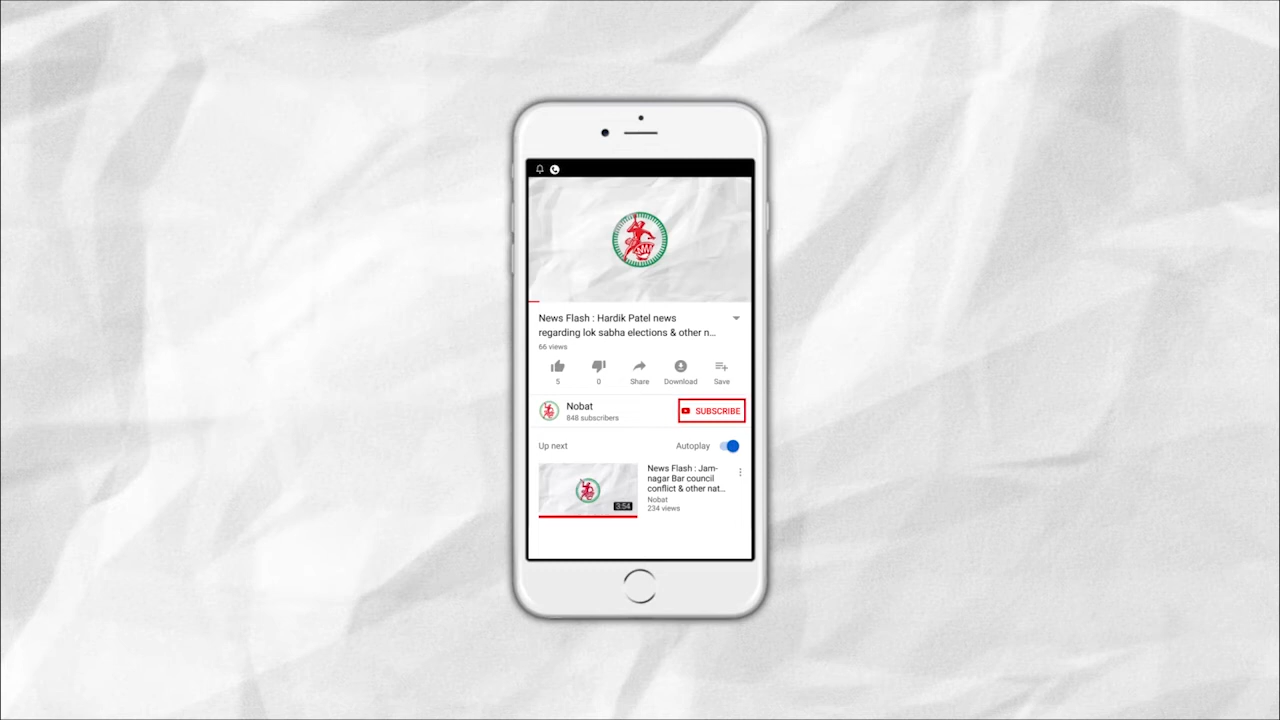 News Flash : Hardik Patel news
regarding lok sabha elections & other n...
66 views
5
0
Share
Download
Save
Nobat
848 subscribers
SUBSCRIBE
Up next
Autoplay
3:54
News Flash : Jam-
nagar Bar council
conflict & other nat...
Nobat
234 views